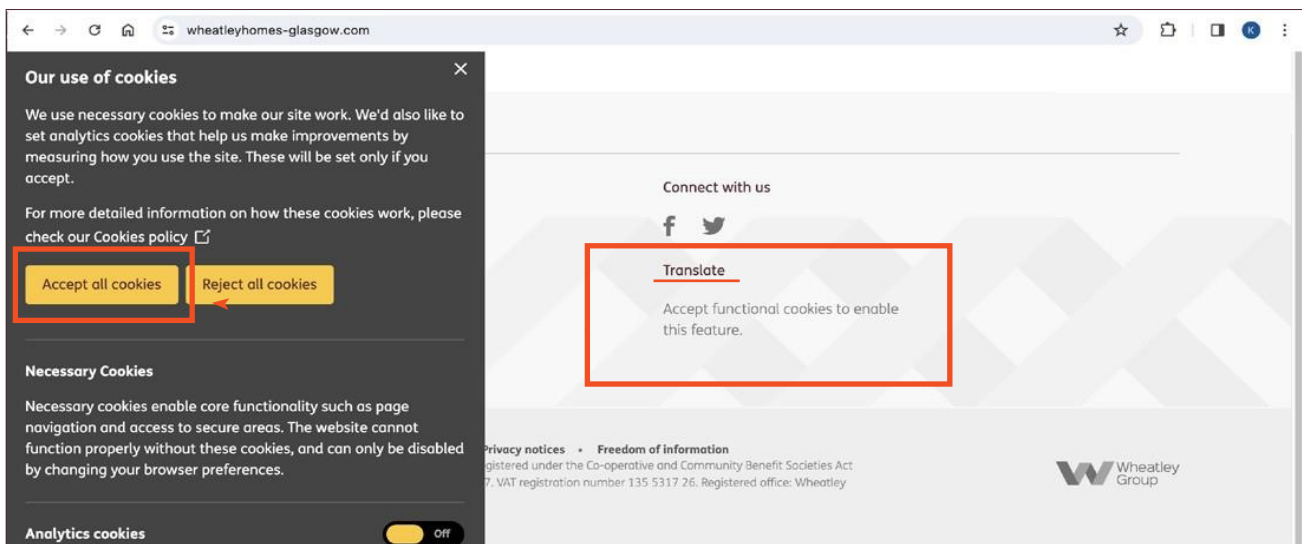 wheatleyhomes-glasgow.com
K
Our use of cookies
We use necessary cookies to make our site work. We'd also like to
set analytics cookies that help us make improvements by
measuring how you use the site. These will be set only if you
accept.
For more detailed information on how these cookies work, please
check our Cookies policy
Accept all cookies
Reject all cookies
Necessary Cookies
Necessary cookies enable core functionality such as page
navigation and access to secure areas. The website cannot
function properly without these cookies, and can only be disabled
by changing your browser preferences.
Analytics cookies
Off
Connect with us
Translate
Accept functional cookies to enable
this feature.
Privacy notices • Freedom of information
gistered under the Co-operative and Community Benefit Societies Act
7. VAT registration number 135 5317 26. Registered office: Wheatley
Wheatley
Group